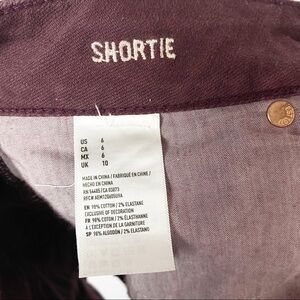 SHORTIE
US 6
CA 6
MX 6
UK 10
MADE IN CHINA / FABRIQUÉ EN CHINE /
HECHO EN CHINA
RN 54485/CA 03073
EN 98% COTTON / 2% ELASTANE
EXCLUSIVE OF DECORATION
FR 98% COTON / 2% ÉLASTHANNE
À L'EXCEPTION DE LA GARNITURE
SP 98% ALGODÓN / 2% ELASTANO